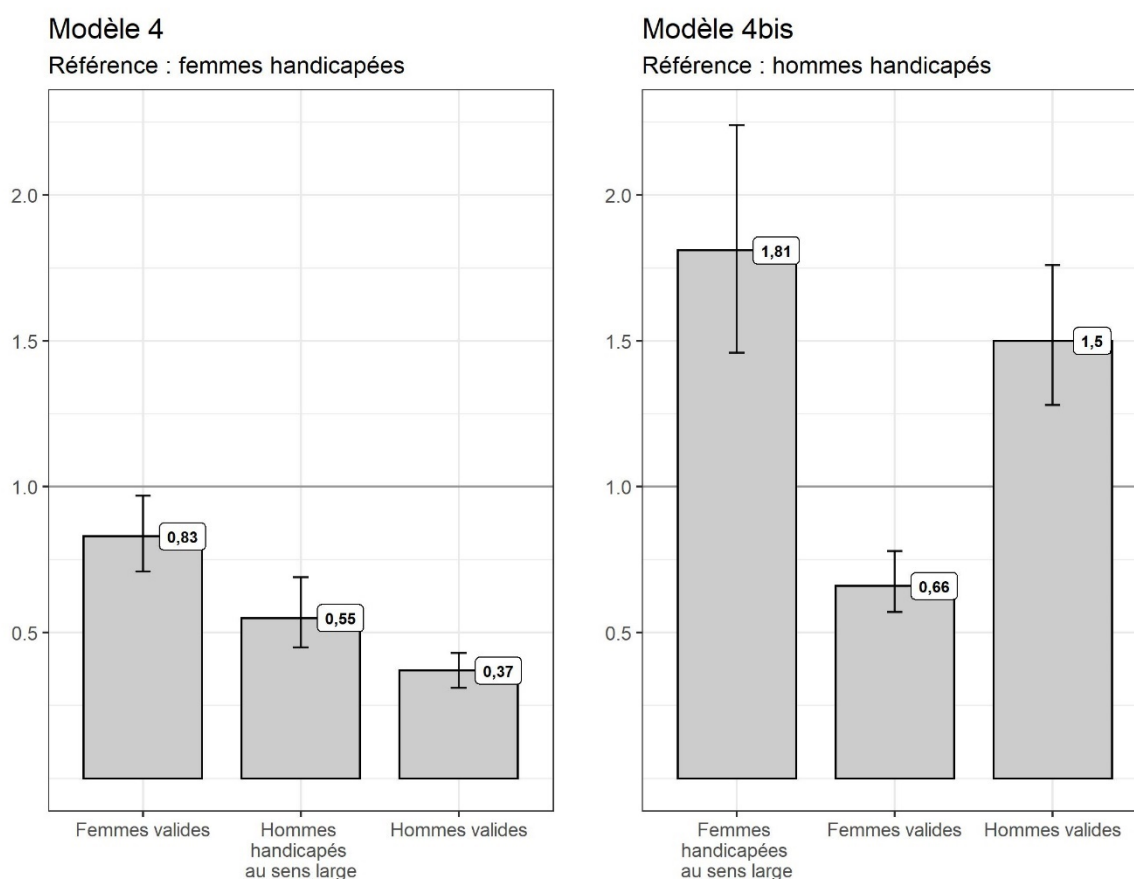 Modèle 4
Référence : femmes handicapées
2.0
1.5
1.0
0.5
0,83
0,55
0,37
Femmes valides
Hommes
handicapés
au sens large
Hommes valides
Modèle 4bis
Référence : hommes handicapés
2.0
1.5
1.0
0.5
1,81
0,66
1,5
Femmes
handicapées
au sens large
Femmes valides
Hommes valides